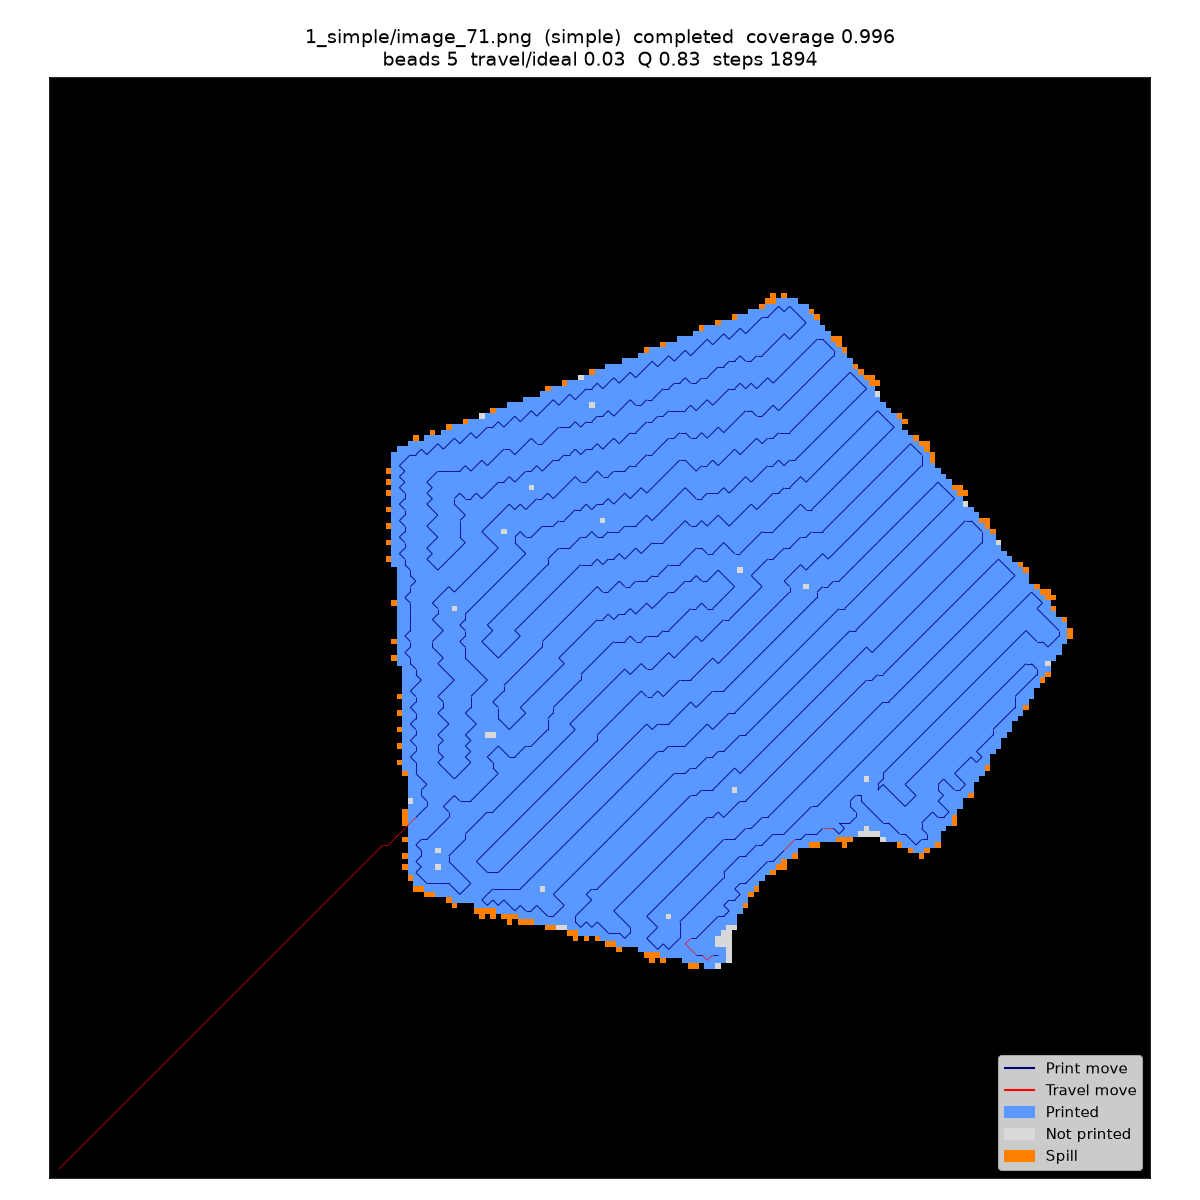 1_simple/image_71.png  (simple)  completed  coverage 0.996
beads 5  travel/ideal 0.03  Q 0.83  steps 1894
Print move
Travel move
Printed
Not printed
Spill